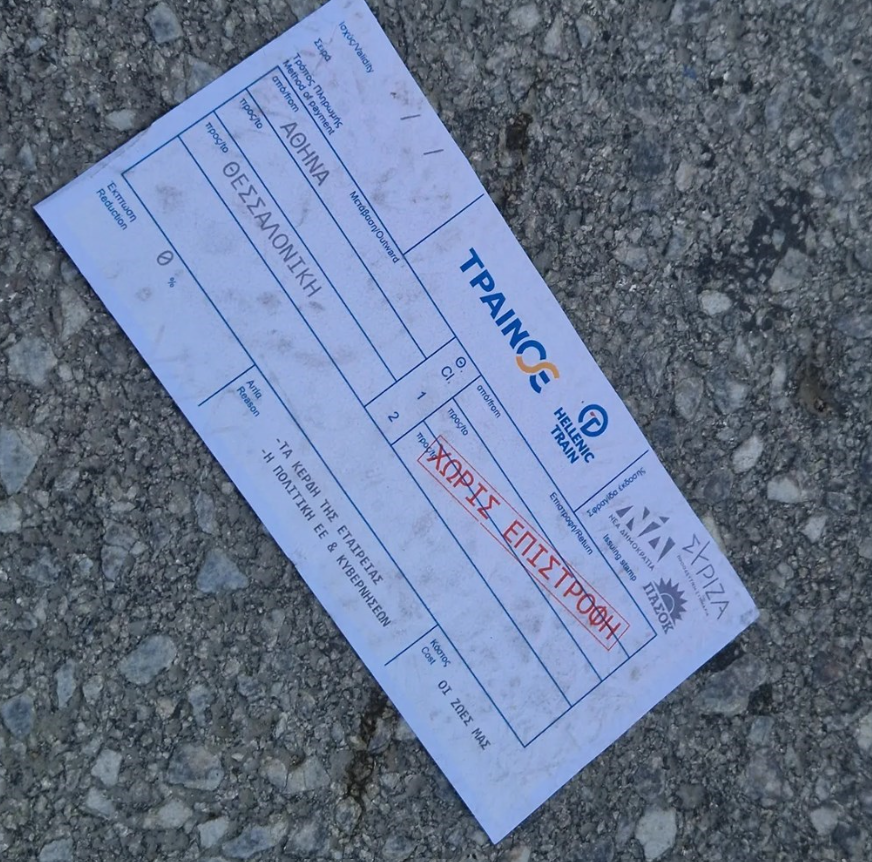 Ισχύς/Validity
Σειρά
Τρόπος Πληρωμής
Method of payment
/ /
ΤΡΑΙΝΟΣΕ
HELLENIC
TRAIN
Σφραγίδα έκδοσης
Issuing stamp
ΝΕΑ ΔΗΜΟΚΡΑΤΙΑ
ΣΥΡΙΖΑ
ΠΑΣΟΚ
Μετάβαση/Outward
Θ
Cl.
Επιστροφή/Return
από/from
ΑΘΗΝΑ
από/from
προς/to
1
προς/to
προς/to
ΘΕΣΣΑΛΟΝΙΚΗ
2
προς/to
ΧΩΡΙΣ ΕΠΙΣΤΡΟΦΗ
Έκπτωση
Reduction
0 %
Αιτία
Reason
-ΤΑ ΚΕΡΔΗ ΤΗΣ ΕΤΑΙΡΕΙΑΣ
-Η ΠΟΛΙΤΙΚΗ ΕΕ & ΚΥΒΕΡΝΗΣΕΩΝ
Κόστος
Cost
ΟΙ ΖΩΕΣ ΜΑΣ